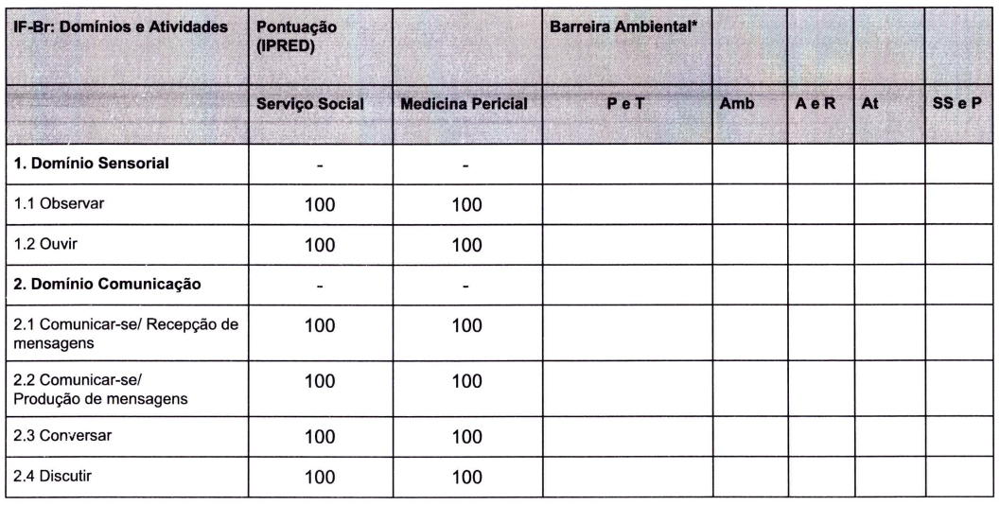 IF-Br: Domínios e Atividades Pontuação (IPRED) Barreira Ambiental*
Serviço Social Medicina Pericial P e T Amb A e R At SS e P
1. Domínio Sensorial - -
1.1 Observar 100 100
1.2 Ouvir 100 100
2. Domínio Comunicação - -
2.1 Comunicar-se/ Recepção de mensagens 100 100
2.2 Comunicar-se/ Produção de mensagens 100 100
2.3 Conversar 100 100
2.4 Discutir 100 100